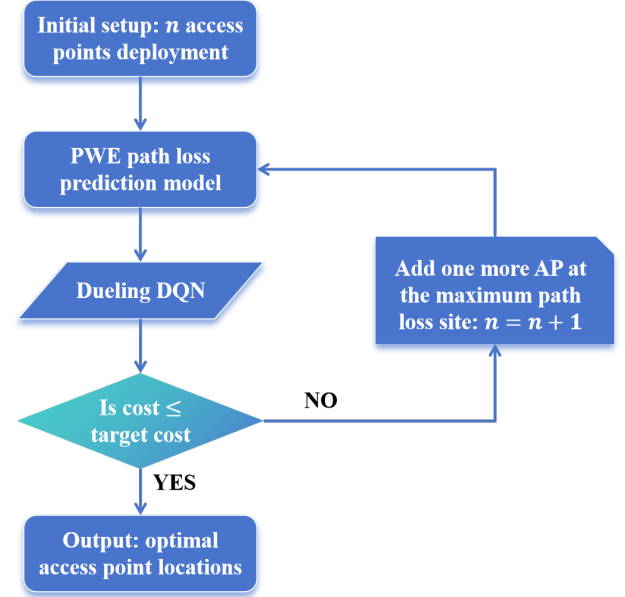 Initial setup: n access
points deployment
PWE path loss
prediction model
Dueling DQN
Add one more AP at
the maximum path
loss site: n = n + 1
Is cost ≤
target cost
NO
YES
Output: optimal
access point locations